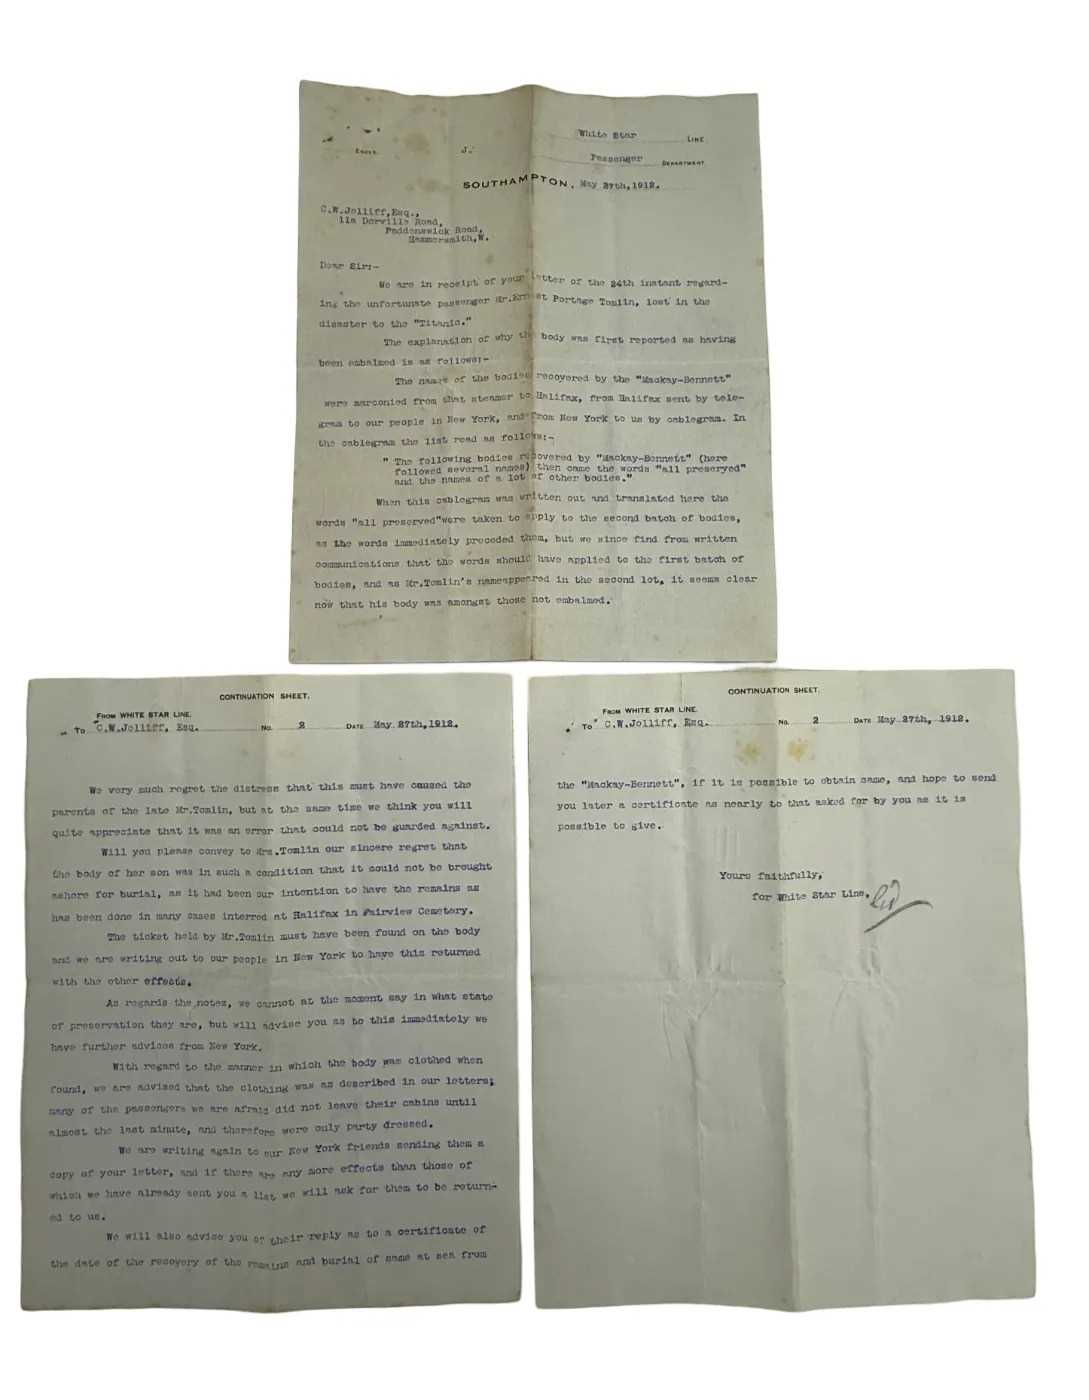 White Star LINE.
Passenger DEPARTMENT.
J.
SOUTHAMPTON, May 27th, 1912.
C.W.Jolliff,Esq.,
11a Dorville Road,
Paddenswick Road,
Hammersmith,W.
Dear Sir:-
We are in receipt of your letter of the 24th instant regard-
ing the unfortunate passenger Mr.Ernest Portage Tomlin, lost in the
disaster to the "Titanic."
The explanation of why the body was first reported as having
been embalmed is as follows:-
The names of the bodies recovered by the "Mackay-Bennett"
were marconied from that steamer to Halifax, from Halifax sent by tele-
gram to our people in New York, and from New York to us by cablegram. In
the cablegram the list read as follows:-
" The following bodies recovered by "Mackay-Bennett" (here
followed several names) then came the words "all preserved"
and the names of a lot of other bodies."
When this cablegram was written out and translated here the
words "all preserved"were taken to apply to the second batch of bodies,
as the words immediately preceded them, but we since find from written
communications that the words should have applied to the first batch of
bodies, and as Mr.Tomlin's nameappeared in the second lot, it seems clear
now that his body was amongst those not embalmed.
CONTINUATION SHEET.
FROM WHITE STAR LINE.
TO C.W.Jolliff, Esq. No. 2 DATE May 27th,1912.
We very much regret the distress that this must have caused the
parents of the late Mr.Tomlin, but at the same time we think you will
quite appreciate that it was an error that could not be guarded against.
Will you please convey to Mrs.Tomlin our sincere regret that
the body of her son was in such a condition that it could not be brought
ashore for burial, as it had been our intention to have the remains as
has been done in many cases interred at Halifax in Fairview Cemetory.
The ticket held by Mr.Tomlin must have been found on the body
and we are writing out to our people in New York to have this returned
with the other effects.
As regards the notes, we cannot at the moment say in what state
of preservation they are, but will advise you as to this immediately we
have further advices from New York.
With regard to the manner in which the body was clothed when
found, we are advised that the clothing was as described in our letters;
many of the passengers we are afraid did not leave their cabins until
almost the last minute, and therefore were only party dressed.
We are writing again to our New York friends sending them a
copy of your letter, and if there are any more effects than those of
which we have already sent you a list we will ask for them to be return-
ed to us.
We will also advise you of their reply as to a certificate of
the date of the recovery of the remains and burial of same at sea from
CONTINUATION SHEET.
FROM WHITE STAR LINE.
TO C.W.Jolliff, Esq. No. 2 DATE May 27th, 1912.
the "Mackay-Bennett", if it is possible to obtain same, and hope to send
you later a certificate as nearly to that asked for by you as it is
possible to give.
Yours faithfully,
for White Star Line.